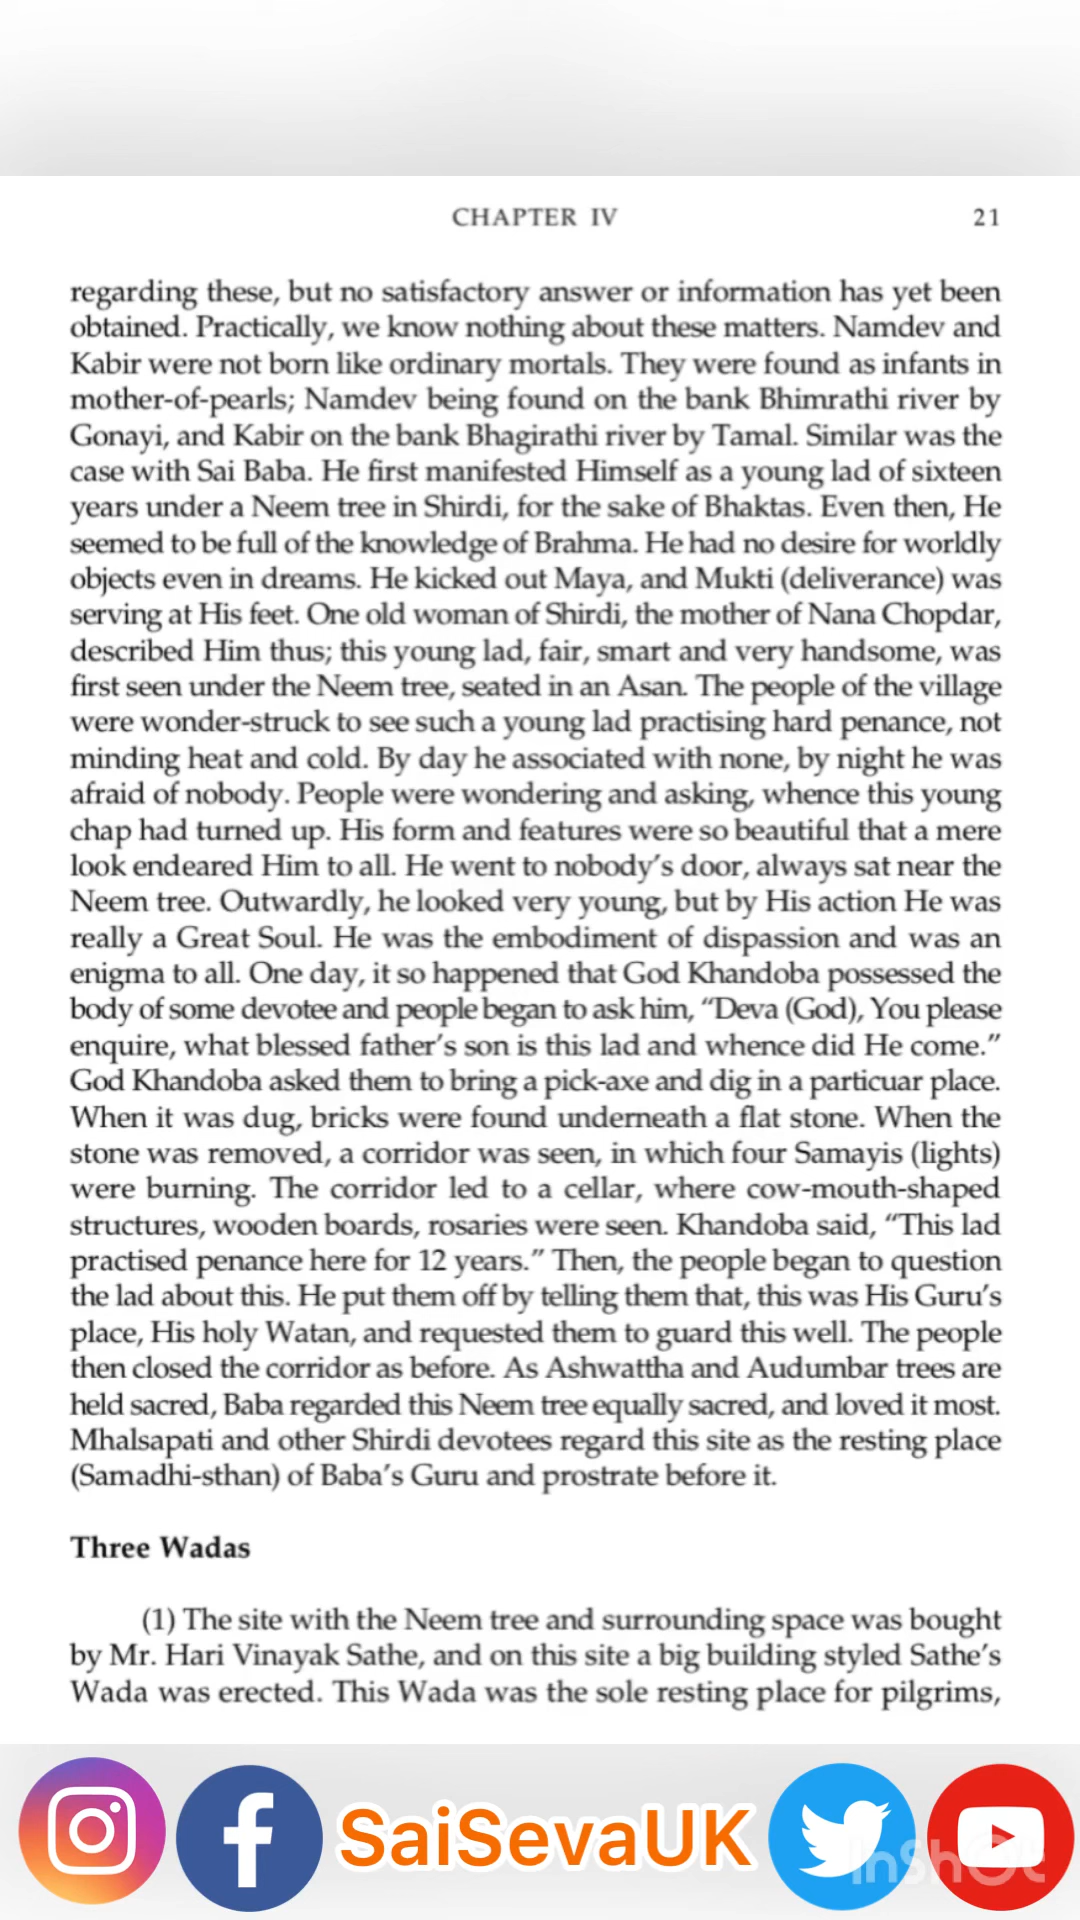 CHAPTER IV 21
regarding these, but no satisfactory answer or information has yet been
obtained. Practically, we know nothing about these matters. Namdev and
Kabir were not born like ordinary mortals. They were found as infants in
mother-of-pearls; Namdev being found on the bank Bhimrathi river by
Gonayi, and Kabir on the bank Bhagirathi river by Tamal. Similar was the
case with Sai Baba. He first manifested Himself as a young lad of sixteen
years under a Neem tree in Shirdi, for the sake of Bhaktas. Even then, He
seemed to be full of the knowledge of Brahma. He had no desire for worldly
objects even in dreams. He kicked out Maya, and Mukti (deliverance) was
serving at His feet. One old woman of Shirdi, the mother of Nana Chopdar,
described Him thus; this young lad, fair, smart and very handsome, was
first seen under the Neem tree, seated in an Asan. The people of the village
were wonder-struck to see such a young lad practising hard penance, not
minding heat and cold. By day he associated with none, by night he was
afraid of nobody. People were wondering and asking, whence this young
chap had turned up. His form and features were so beautiful that a mere
look endeared Him to all. He went to nobody's door, always sat near the
Neem tree. Outwardly, he looked very young, but by His action He was
really a Great Soul. He was the embodiment of dispassion and was an
enigma to all. One day, it so happened that God Khandoba possessed the
body of some devotee and people began to ask him, “Deva (God), You please
enquire, what blessed father's son is this lad and whence did He come.”
God Khandoba asked them to bring a pick-axe and dig in a particuar place.
When it was dug, bricks were found underneath a flat stone. When the
stone was removed, a corridor was seen, in which four Samayis (lights)
were burning. The corridor led to a cellar, where cow-mouth-shaped
structures, wooden boards, rosaries were seen. Khandoba said, “This lad
practised penance here for 12 years.” Then, the people began to question
the lad about this. He put them off by telling them that, this was His Guru's
place, His holy Watan, and requested them to guard this well. The people
then closed the corridor as before. As Ashwattha and Audumbar trees are
held sacred, Baba regarded this Neem tree equally sacred, and loved it most.
Mhalsapati and other Shirdi devotees regard this site as the resting place
(Samadhi-sthan) of Baba's Guru and prostrate before it.
Three Wadas
(1) The site with the Neem tree and surrounding space was bought
by Mr. Hari Vinayak Sathe, and on this site a big building styled Sathe's
Wada was erected. This Wada was the sole resting place for pilgrims,
SaiSevaUK
InShOt